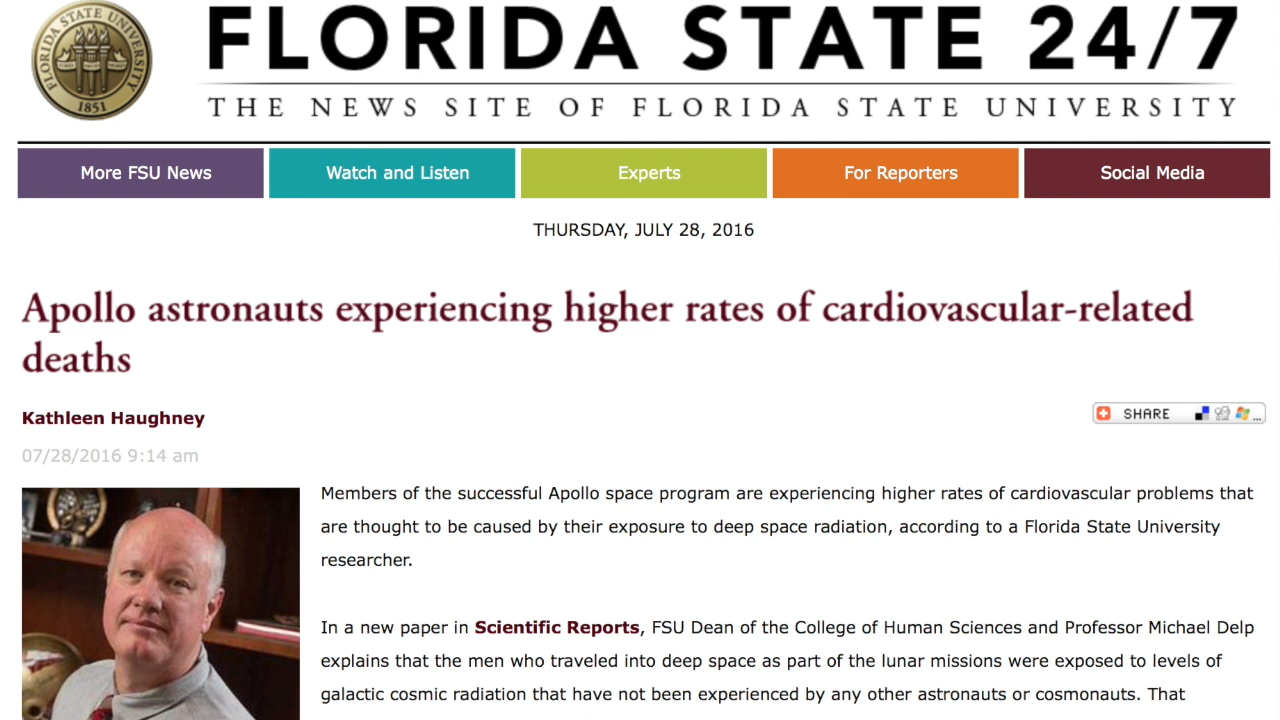 FLORIDA STATE UNIVERSITY
1851
FLORIDA STATE 24/7
THE NEWS SITE OF FLORIDA STATE UNIVERSITY
More FSU News
Watch and Listen
Experts
For Reporters
Social Media
THURSDAY, JULY 28, 2016
Apollo astronauts experiencing higher rates of cardiovascular-related
deaths
Kathleen Haughney
SHARE
07/28/2016 9:14 am
Members of the successful Apollo space program are experiencing higher rates of cardiovascular problems that
are thought to be caused by their exposure to deep space radiation, according to a Florida State University
researcher.
In a new paper in Scientific Reports, FSU Dean of the College of Human Sciences and Professor Michael Delp
explains that the men who traveled into deep space as part of the lunar missions were exposed to levels of
galactic cosmic radiation that have not been experienced by any other astronauts or cosmonauts. That